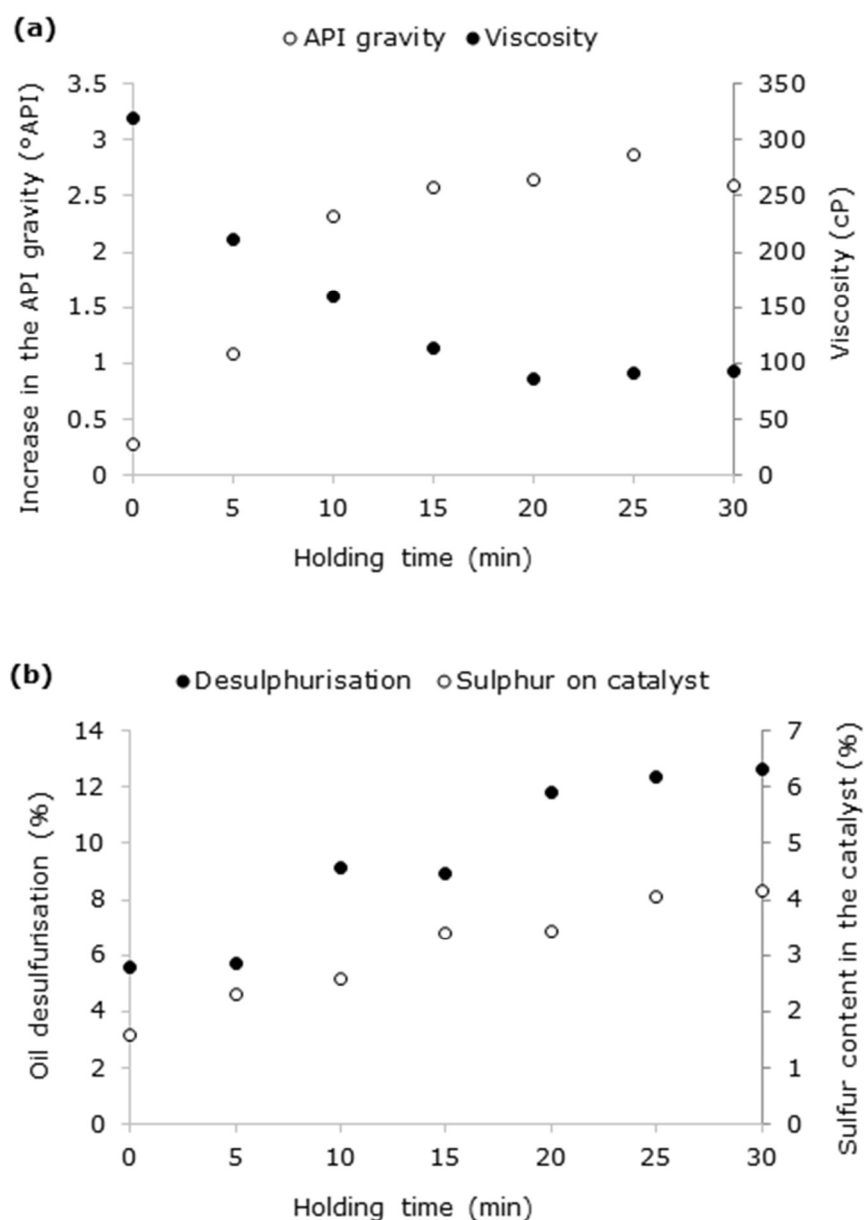 (a)
API gravity Viscosity
Increase in the API gravity (°API)
3.5
3
2.5
2
1.5
1
0.5
0
350
300
250
200
150
100
50
0
Viscosity (cP)
0 5 10 15 20 25 30
Holding time (min)
(b)
Desulphurisation Sulphur on catalyst
Oil desulfurisation (%)
14
12
10
8
6
4
2
0
7
6
5
4
3
2
1
0
Sulfur content in the catalyst (%)
0 5 10 15 20 25 30
Holding time (min)